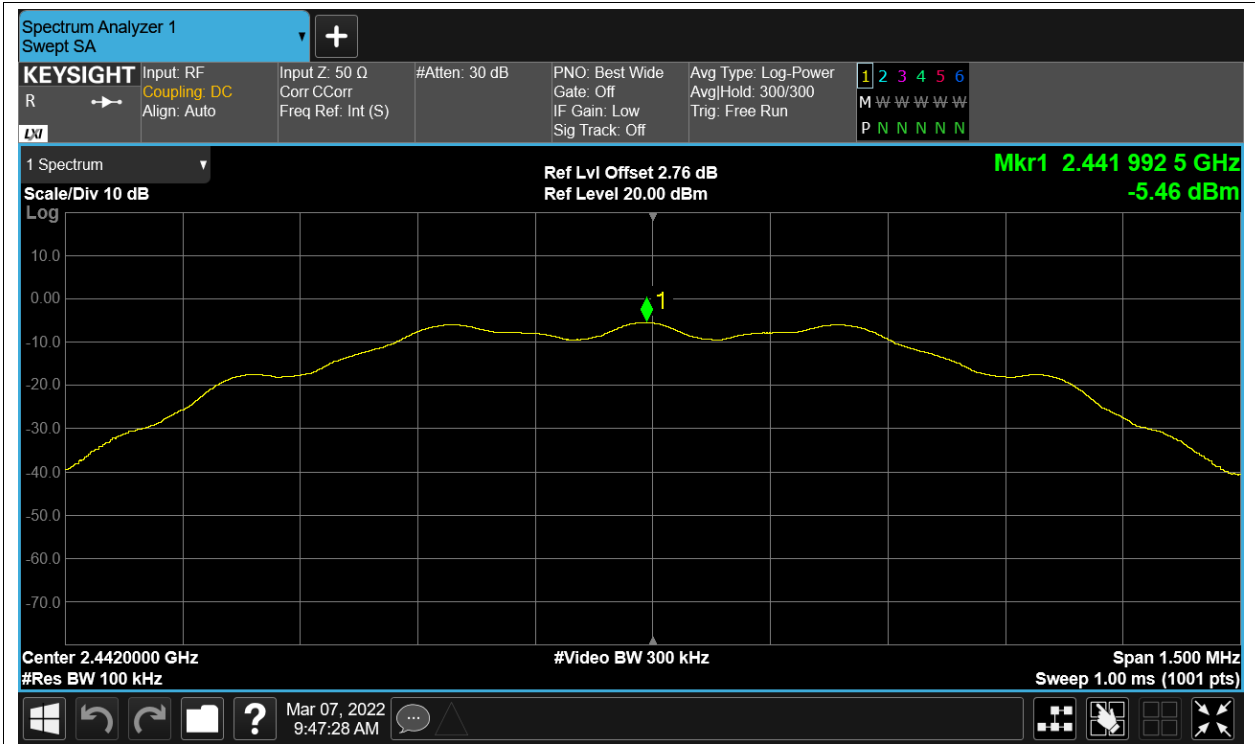 Spectrum Analyzer 1
Swept SA
KEYSIGHT
R
LXI
Input: RF
Coupling: DC
Align: Auto
Input Z: 50 Ω
Corr CCorr
Freq Ref: Int (S)
#Atten: 30 dB
PNO: Best Wide
Gate: Off
IF Gain: Low
Sig Track: Off
Avg Type: Log-Power
Avg|Hold: 300/300
Trig: Free Run
1 2 3 4 5 6
M W W W W W
P N N N N N
1 Spectrum
Scale/Div 10 dB
Log
Ref Lvl Offset 2.76 dB
Ref Level 20.00 dBm
Mkr1 2.441 992 5 GHz
-5.46 dBm
10.0
0.00
1
-10.0
-20.0
-30.0
-40.0
-50.0
-60.0
-70.0
Center 2.4420000 GHz
#Res BW 100 kHz
#Video BW 300 kHz
Span 1.500 MHz
Sweep 1.00 ms (1001 pts)
?
Mar 07, 2022
9:47:28 AM